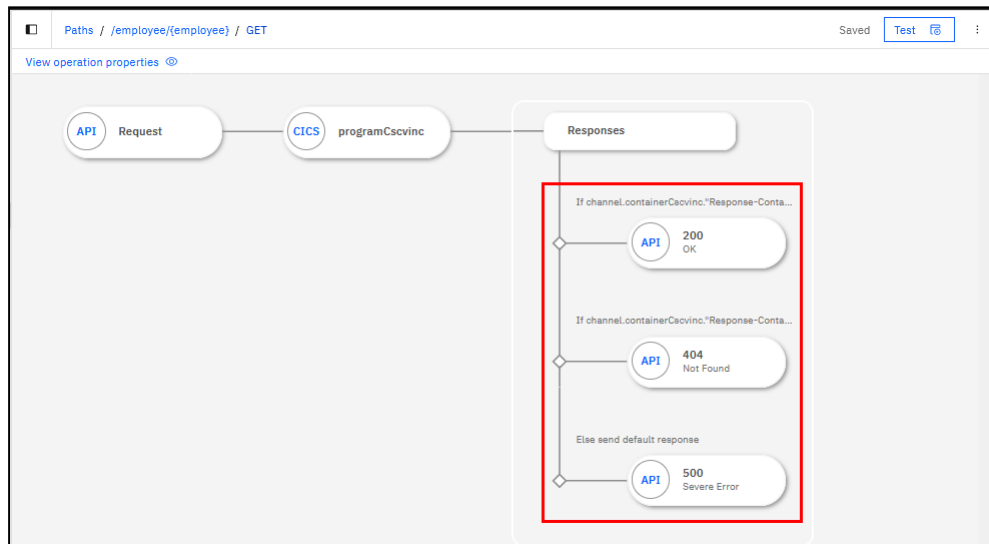 Paths / /employee/{employee} / GET
Saved
Test
View operation properties
API Request
CICS programCscvinc
Responses
If channel.containerCscvinc."Response-Conta...
API
200
OK
If channel.containerCscvinc."Response-Conta...
API
404
Not Found
Else send default response
API
500
Severe Error